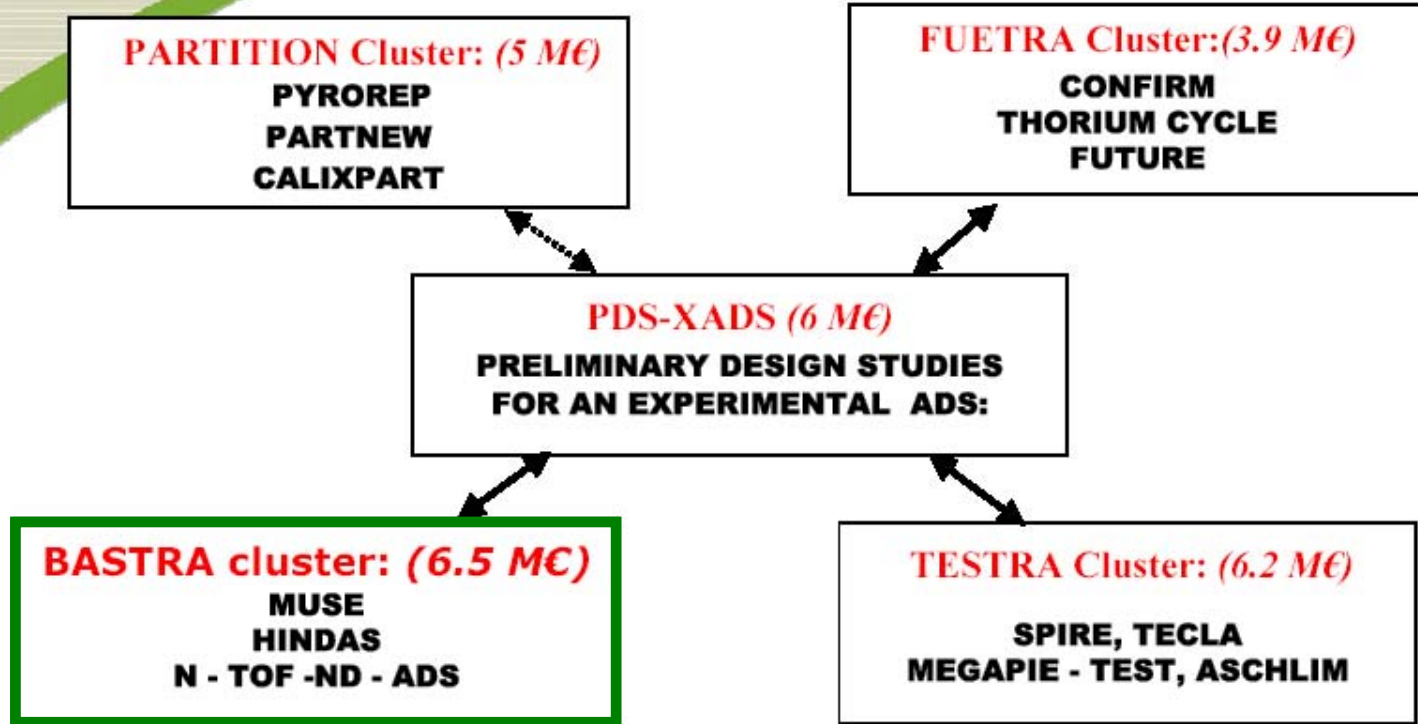 PARTITION Cluster: (5 M€)
PYROREP
PARTNEW
CALIXPART
FUETRA Cluster:(3.9 M€)
CONFIRM
THORIUM CYCLE
FUTURE
PDS-XADS (6 M€)
PRELIMINARY DESIGN STUDIES
FOR AN EXPERIMENTAL ADS:
BASTRA cluster: (6.5 M€)
MUSE
HINDAS
N - TOF -ND - ADS
TESTRA Cluster: (6.2 M€)
SPIRE, TECLA
MEGAPIE - TEST, ASCHLIM